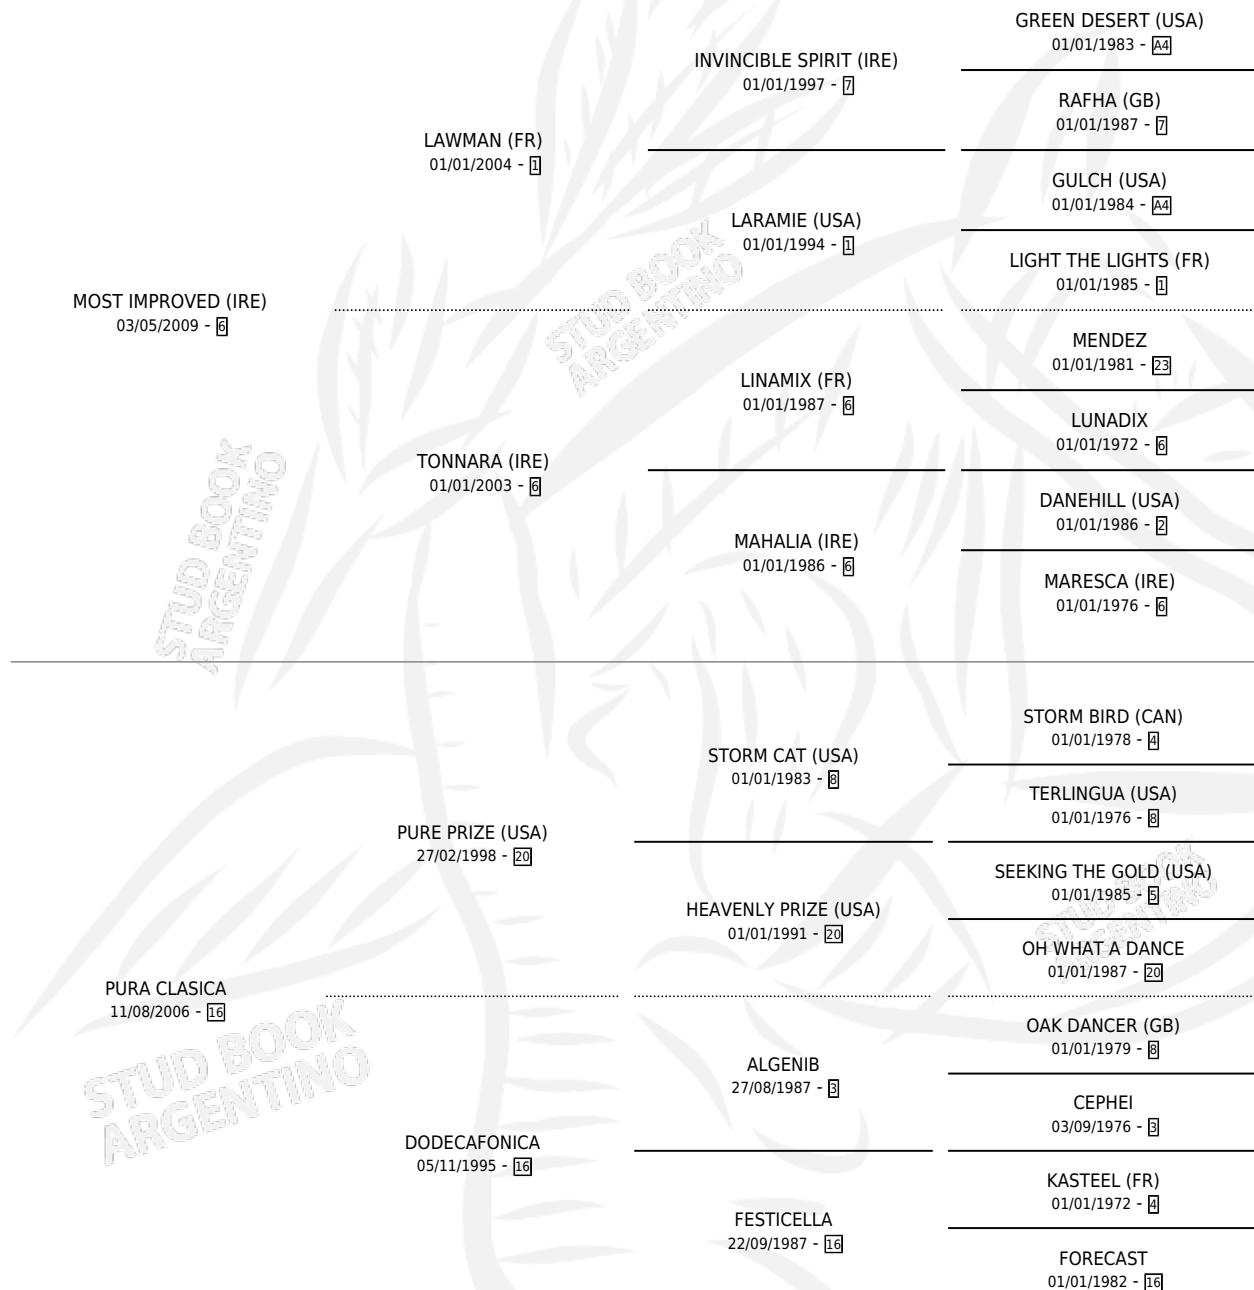 GREEN DESERT (USA)
01/01/1983 - A4
INVINCIBLE SPIRIT (IRE)
01/01/1997 - 7
RAFHA (GB)
01/01/1987 - 7
LAWMAN (FR)
01/01/2004 - 1
GULCH (USA)
01/01/1984 - A4
LARAMIE (USA)
01/01/1994 - 1
LIGHT THE LIGHTS (FR)
01/01/1985 - 1
MOST IMPROVED (IRE)
03/05/2009 - 6
MENDEZ
01/01/1981 - 23
LINAMIX (FR)
01/01/1987 - 6
LUNADIX
01/01/1972 - 6
TONNARA (IRE)
01/01/2003 - 6
DANEHILL (USA)
01/01/1986 - 2
MAHALIA (IRE)
01/01/1986 - 6
MARESCA (IRE)
01/01/1976 - 6
STORM BIRD (CAN)
01/01/1978 - 4
STORM CAT (USA)
01/01/1983 - 8
TERLINGUA (USA)
01/01/1976 - 8
PURE PRIZE (USA)
27/02/1998 - 20
SEEKING THE GOLD (USA)
01/01/1985 - 5
HEAVENLY PRIZE (USA)
01/01/1991 - 20
OH WHAT A DANCE
01/01/1987 - 20
PURA CLASICA
11/08/2006 - 16
OAK DANCER (GB)
01/01/1979 - 8
ALGENIB
27/08/1987 - 3
CEPHEI
03/09/1976 - 3
DODECAFONICA
05/11/1995 - 16
KASTEEL (FR)
01/01/1972 - 4
FESTICELLA
22/09/1987 - 16
FORECAST
01/01/1982 - 16
STUD BOOK
ARGENTINO
STUD BOOK
ARGENTINO
STUD BOOK
ARGENTINO
STUD BOOK
ARGENTINO